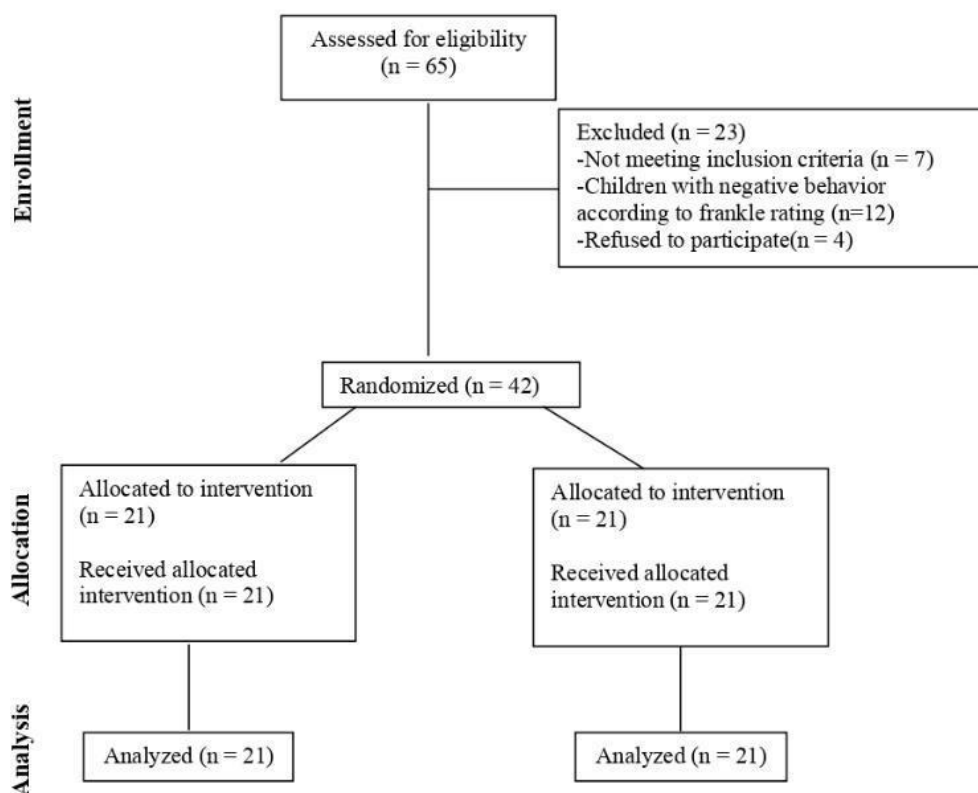 Assessed for eligibility
(n = 65)
Enrollment
Excluded (n = 23)
-Not meeting inclusion criteria (n = 7)
-Children with negative behavior
according to frankle rating (n=12)
-Refused to participate(n = 4)
Randomized (n = 42)
Allocation
Allocated to intervention
(n = 21)
Received allocated
intervention (n = 21)
Allocated to intervention
(n = 21)
Received allocated
intervention (n = 21)
Analysis
Analyzed (n = 21)
Analyzed (n = 21)